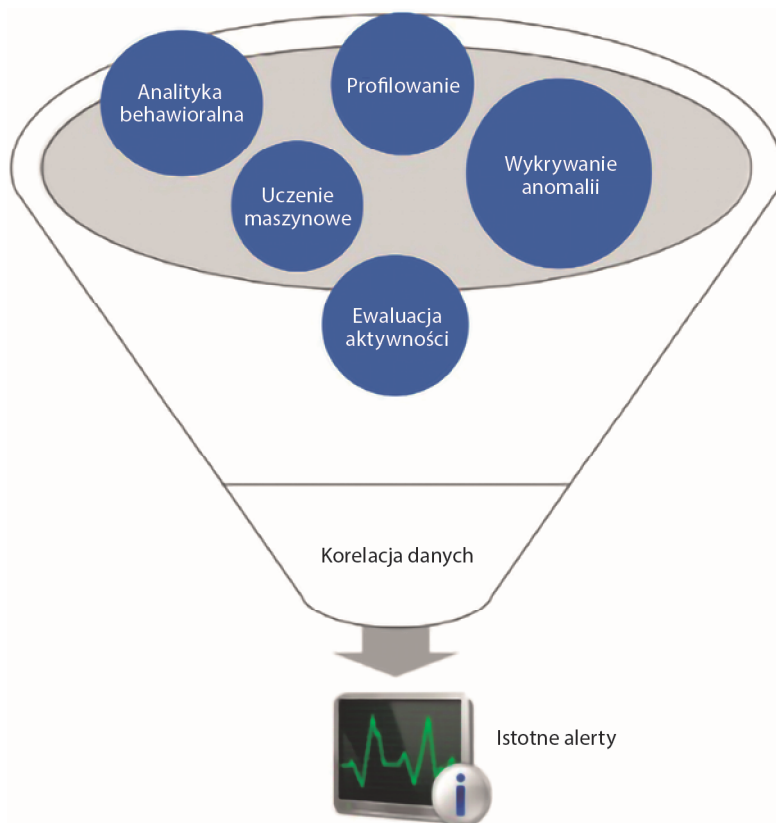 Analityka
behawioralna
Profilowanie
Wykrywanie
anomalii
Uczenie
maszynowe
Ewaluacja
aktywności
Korelacja danych
Istotne alerty
i